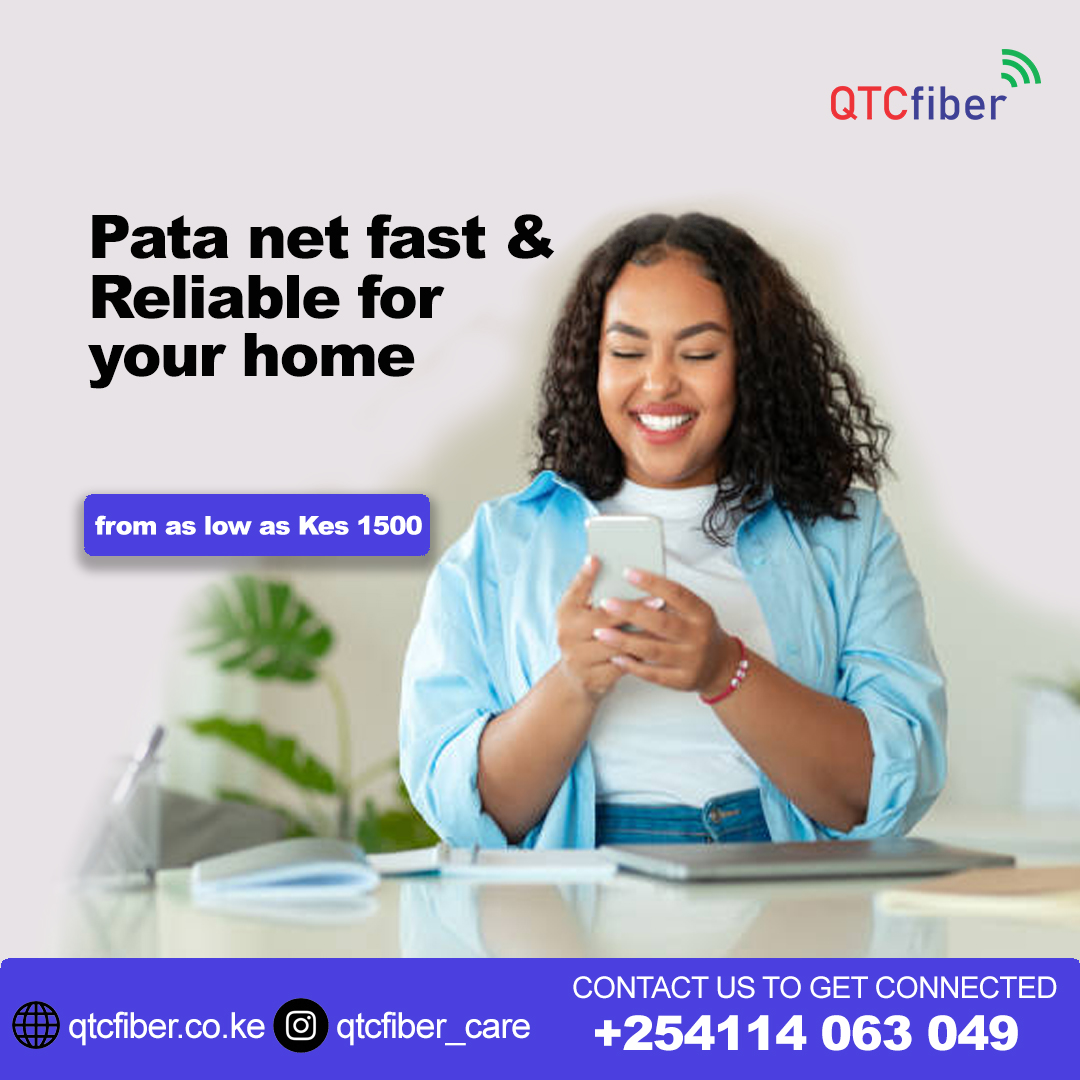 QTCfiber
Pata net fast &
Reliable for
your home
from as low as Kes 1500
CONTACT US TO GET CONNECTED
qtcfiber.co.ke qtcfiber_care +254114 063 049